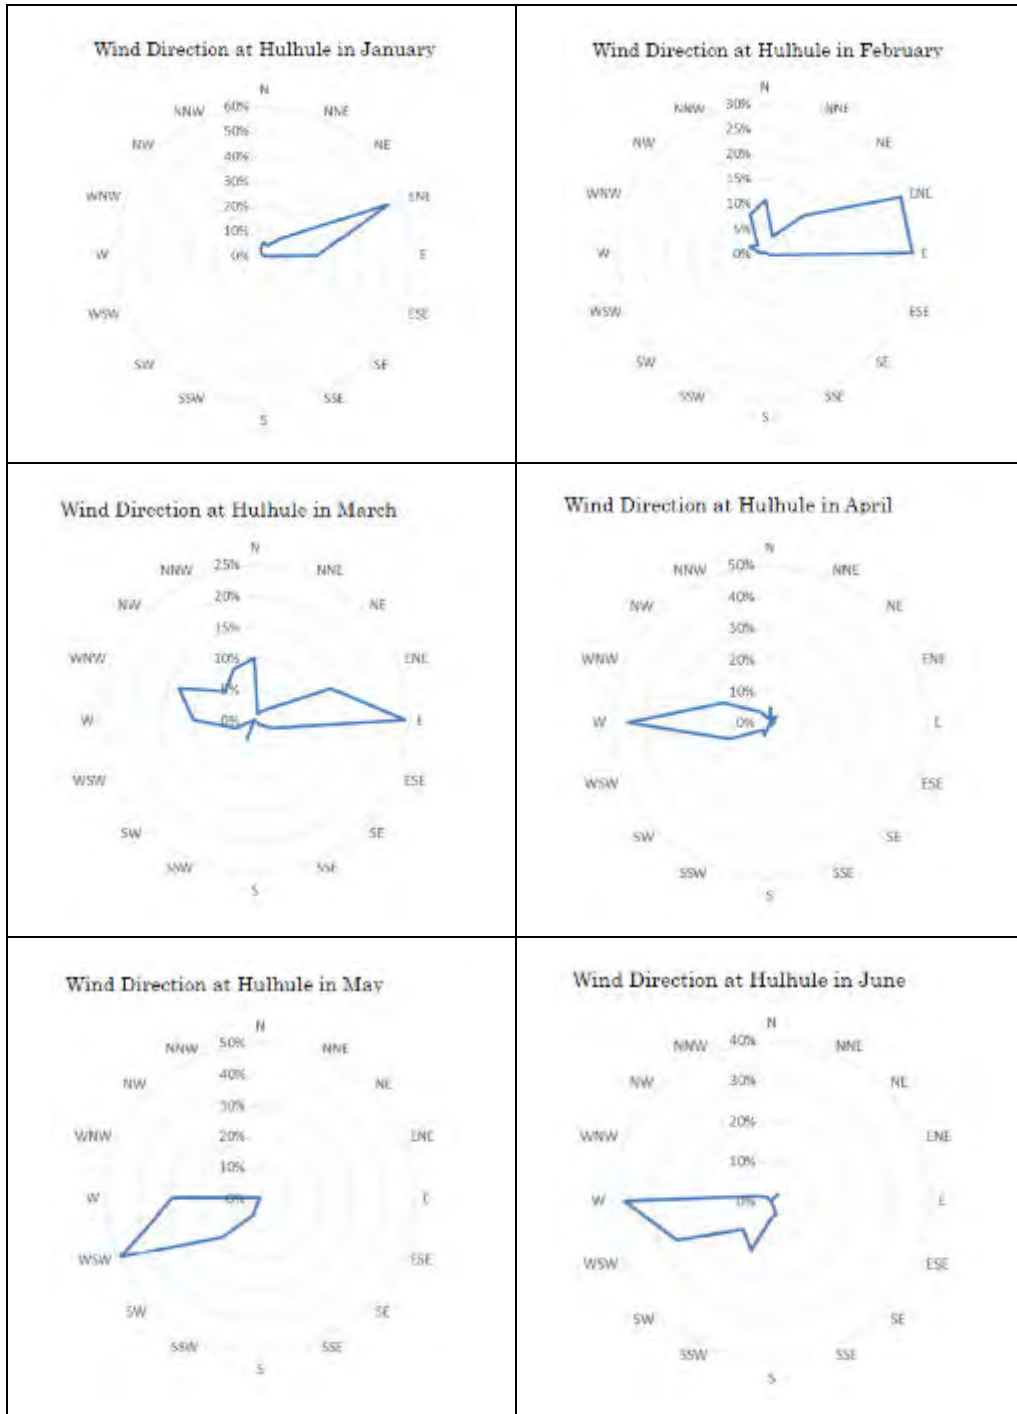 Wind Direction at Hulhule in January
N
NNW 60% NNE
50%
NW 40% NE
30%
WNW 20% ENE
10%
W 0% E
WSW ESE
SW SE
SSW SSE
S
Wind Direction at Hulhule in February
N
NNW 30% NNE
25%
NW 20% NE
15%
WNW 10% ENE
5%
W 0% E
WSW ESE
SW SE
SSW SSE
S
Wind Direction at Hulhule in March
N
NNW 25% NNE
NW 20% NE
15%
WNW 10% ENE
5%
W 0% E
WSW ESE
SW SE
SSW SSE
S
Wind Direction at Hulhule in April
N
NNW 50% NNE
NW 40% NE
30%
WNW 20% ENE
10%
W 0% E
WSW ESE
SW SE
SSW SSE
S
Wind Direction at Hulhule in May
N
NNW 50% NNE
NW 40% NE
30%
WNW 20% ENE
10%
W 0% E
WSW ESE
SW SE
SSW SSE
S
Wind Direction at Hulhule in June
N
NNW 40% NNE
NW 30% NE
20%
WNW ENE
10%
W 0% E
WSW ESE
SW SE
SSW SSE
S